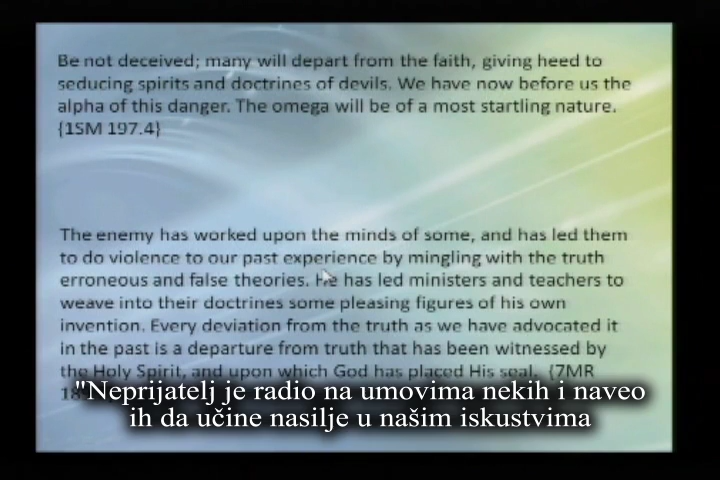 Be not deceived; many will depart from the faith, giving heed to
seducing spirits and doctrines of devils. We have now before us the
alpha of this danger. The omega will be of a most startling nature.
{1SM 197.4}
The enemy has worked upon the minds of some, and has led them
to do violence to our past experience by mingling with the truth
erroneous and false theories. He has led ministers and teachers to
weave into their doctrines some pleasing figures of his own
invention. Every deviation from the truth as we have advocated it
in the past is a departure from truth that has been witnessed by
the Holy Spirit, and upon which God has placed His seal. {7MR
"Neprijatelj je radio na umovima nekih i naveo
ih da učine nasilje u našim iskustvima